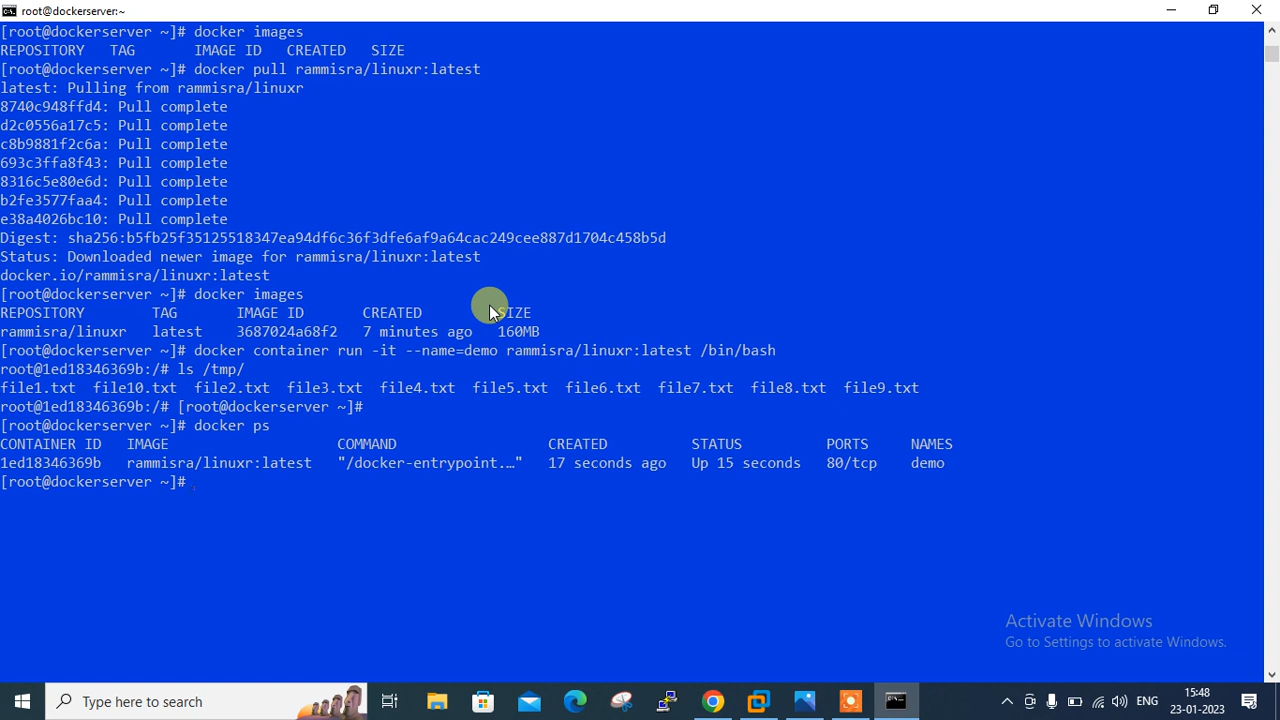 root@dockerserver:~
[root@dockerserver ~]# docker images
REPOSITORY   TAG       IMAGE ID   CREATED   SIZE
[root@dockerserver ~]# docker pull rammisra/linuxr:latest
latest: Pulling from rammisra/linuxr
8740c948ffd4: Pull complete
d2c0556a17c5: Pull complete
c8b9881f2c6a: Pull complete
693c3ffa8f43: Pull complete
8316c5e80e6d: Pull complete
b2fe3577faa4: Pull complete
e38a4026bc10: Pull complete
Digest: sha256:b5fb25f35125518347ea94df6c36f3dfe6af9a64cac249cee887d1704c458b5d
Status: Downloaded newer image for rammisra/linuxr:latest
docker.io/rammisra/linuxr:latest
[root@dockerserver ~]# docker images
REPOSITORY        TAG       IMAGE ID       CREATED         SIZE
rammisra/linuxr   latest    3687024a68f2   7 minutes ago   160MB
[root@dockerserver ~]# docker container run -it --name=demo rammisra/linuxr:latest /bin/bash
root@1ed18346369b:/# ls /tmp/
file1.txt  file10.txt  file2.txt  file3.txt  file4.txt  file5.txt  file6.txt  file7.txt  file8.txt  file9.txt
root@1ed18346369b:/# [root@dockerserver ~]#
[root@dockerserver ~]# docker ps
CONTAINER ID   IMAGE                    COMMAND                  CREATED          STATUS          PORTS     NAMES
1ed18346369b   rammisra/linuxr:latest   "/docker-entrypoint.…"   17 seconds ago   Up 15 seconds   80/tcp    demo
[root@dockerserver ~]#
Activate Windows
Go to Settings to activate Windows.
Type here to search
ENG
15:48
23-01-2023